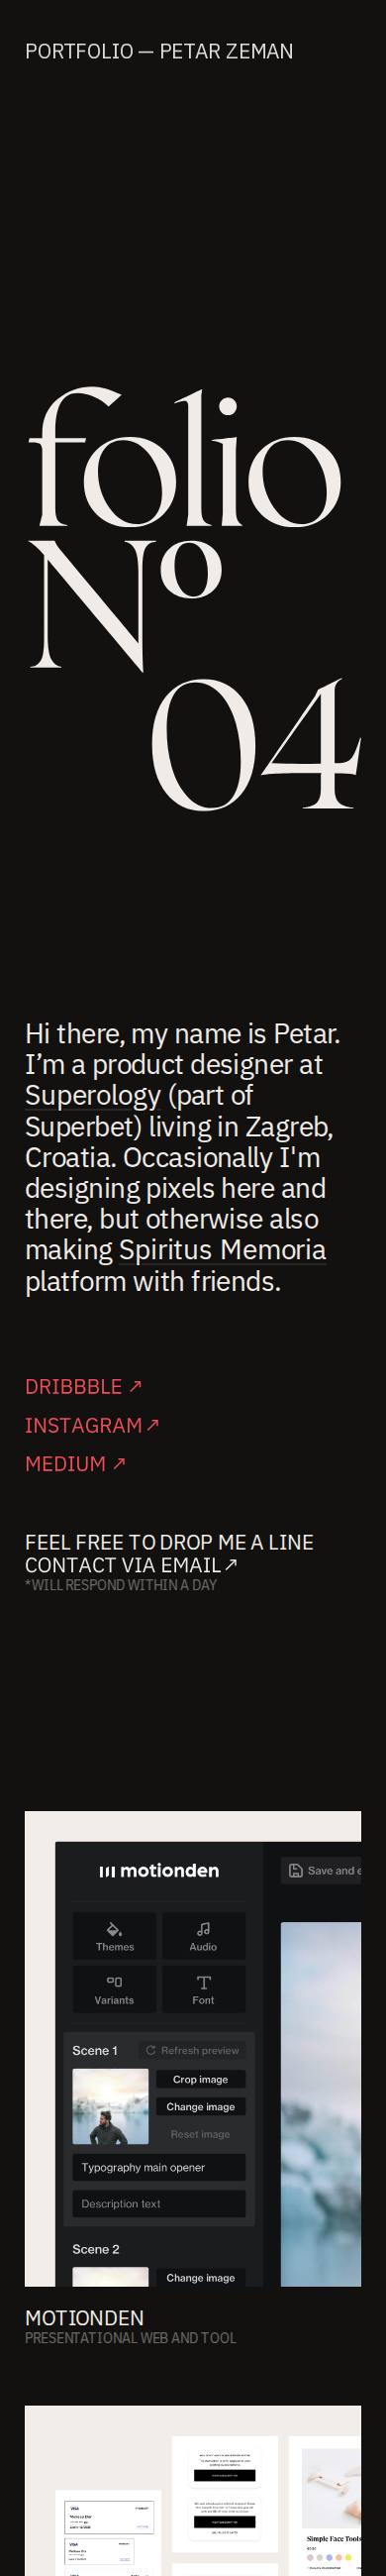 PORTFOLIO — PETAR ZEMAN
folio
Nº
04
Hi there, my name is Petar.
I’m a product designer at
Superology (part of
Superbet) living in Zagreb,
Croatia. Occasionally I'm
designing pixels here and
there, but otherwise also
making Spiritus Memoria
platform with friends.
DRIBBBLE ↗
INSTAGRAM ↗
MEDIUM ↗
FEEL FREE TO DROP ME A LINE
CONTACT VIA EMAIL ↗
*WILL RESPOND WITHIN A DAY
motionden
Save and
Themes
Audio
Variants
Font
Scene 1
Refresh preview
Crop image
Change image
Reset image
Typography main opener
Description text
Scene 2
Change image
MOTIONDEN
PRESENTATIONAL WEB AND TOOL
VISA
VISA
Simple Face Tools